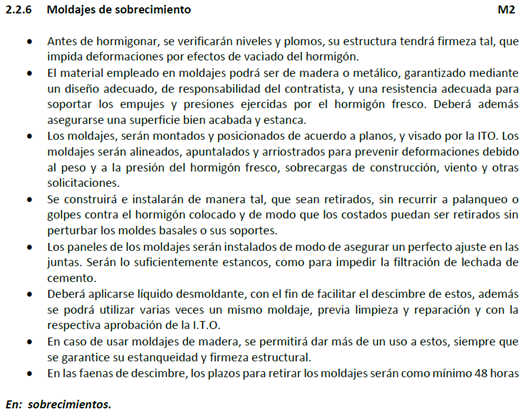 2.2.6 Moldajes de sobrecimiento M2
• Antes de hormigonar, se verificarán niveles y plomos, su estructura tendrá firmeza tal, que
impida deformaciones por efectos de vaciado del hormigón.
• El material empleado en moldajes podrá ser de madera o metálico, garantizado mediante
un diseño adecuado, de responsabilidad del contratista, y una resistencia adecuada para
soportar los empujes y presiones ejercidas por el hormigón fresco. Deberá además
asegurarse una superficie bien acabada y estanca.
• Los moldajes, serán montados y posicionados de acuerdo a planos, y visado por la ITO. Los
moldajes serán alineados, apuntalados y arriostrados para prevenir deformaciones debido
al peso y a la presión del hormigón fresco, sobrecargas de construcción, viento y otras
solicitaciones.
• Se construirá e instalarán de manera tal, que sean retirados, sin recurrir a palanqueo o
golpes contra el hormigón colocado y de modo que los costados puedan ser retirados sin
perturbar los moldes basales o sus soportes.
• Los paneles de los moldajes serán instalados de modo de asegurar un perfecto ajuste en las
juntas. Serán lo suficientemente estancos, como para impedir la filtración de lechada de
cemento.
• Deberá aplicarse líquido desmoldante, con el fin de facilitar el descimbre de estos, además
se podrá utilizar varias veces un mismo moldaje, previa limpieza y reparación y con la
respectiva aprobación de la I.T.O.
• En caso de usar moldajes de madera, se permitirá dar más de un uso a estos, siempre que
se garantice su estanqueidad y firmeza estructural.
• En las faenas de descimbre, los plazos para retirar los moldajes serán como mínimo 48 horas
En: sobrecimientos.